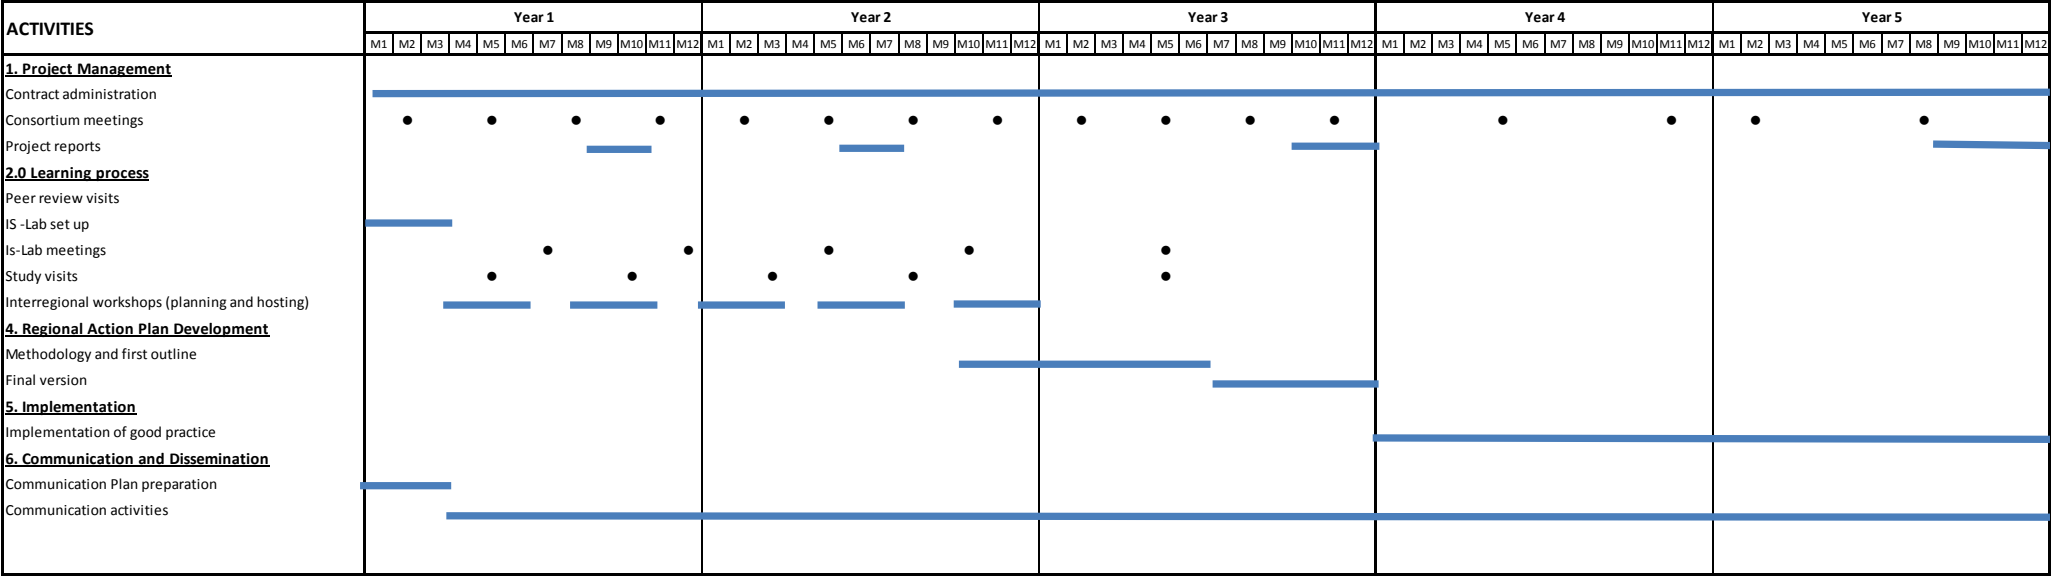 ACTIVITIES
Year 1 Year 2 Year 3 Year 4 Year 5
M1 M2 M3 M4 M5 M6 M7 M8 M9 M10 M11 M12 M1 M2 M3 M4 M5 M6 M7 M8 M9 M10 M11 M12 M1 M2 M3 M4 M5 M6 M7 M8 M9 M10 M11 M12 M1 M2 M3 M4 M5 M6 M7 M8 M9 M10 M11 M12 M1 M2 M3 M4 M5 M6 M7 M8 M9 M10 M11 M12
1. Project Management
Contract administration
Consortium meetings
Project reports
2.0 Learning process
Peer review visits
IS -Lab set up
Is-Lab meetings
Study visits
Interregional workshops (planning and hosting)
4. Regional Action Plan Development
Methodology and first outline
Final version
5. Implementation
Implementation of good practice
6. Communication and Dissemination
Communication Plan preparation
Communication activities